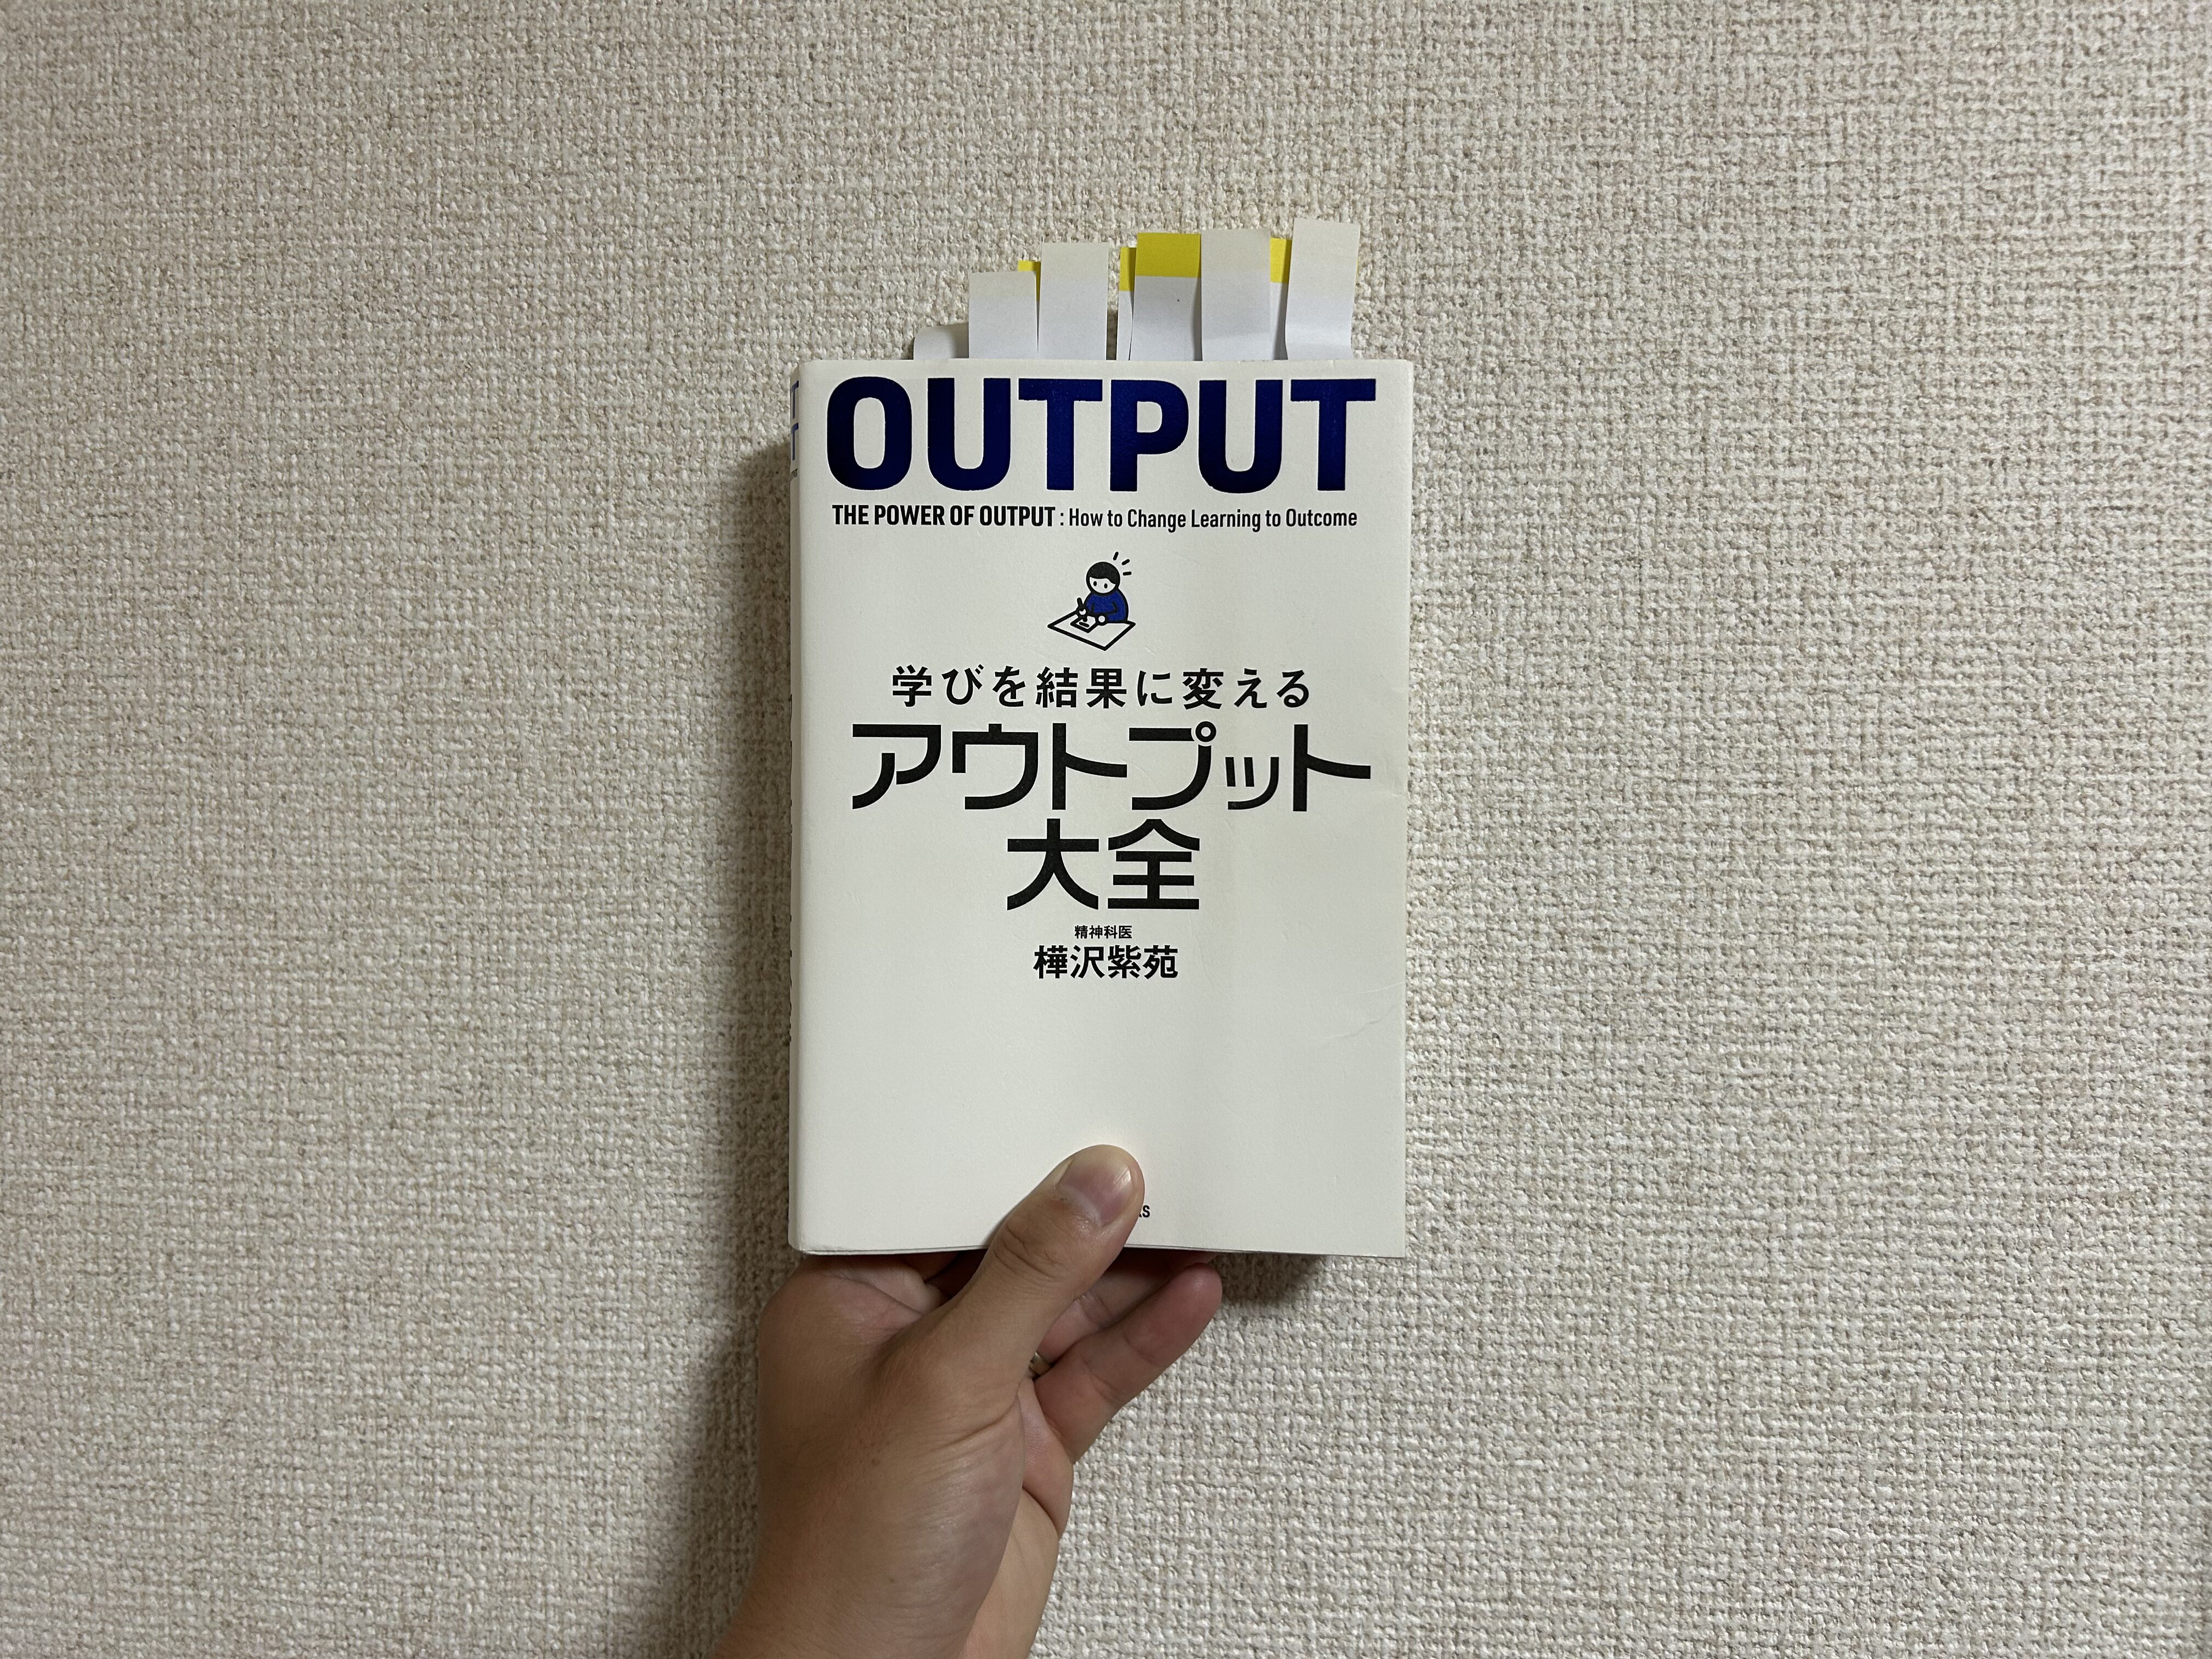 OUTPUT
THE POWER OF OUTPUT : How to Change Learning to Outcome
学びを結果に変える
アウトプット
大全
精神科医
樺沢紫苑